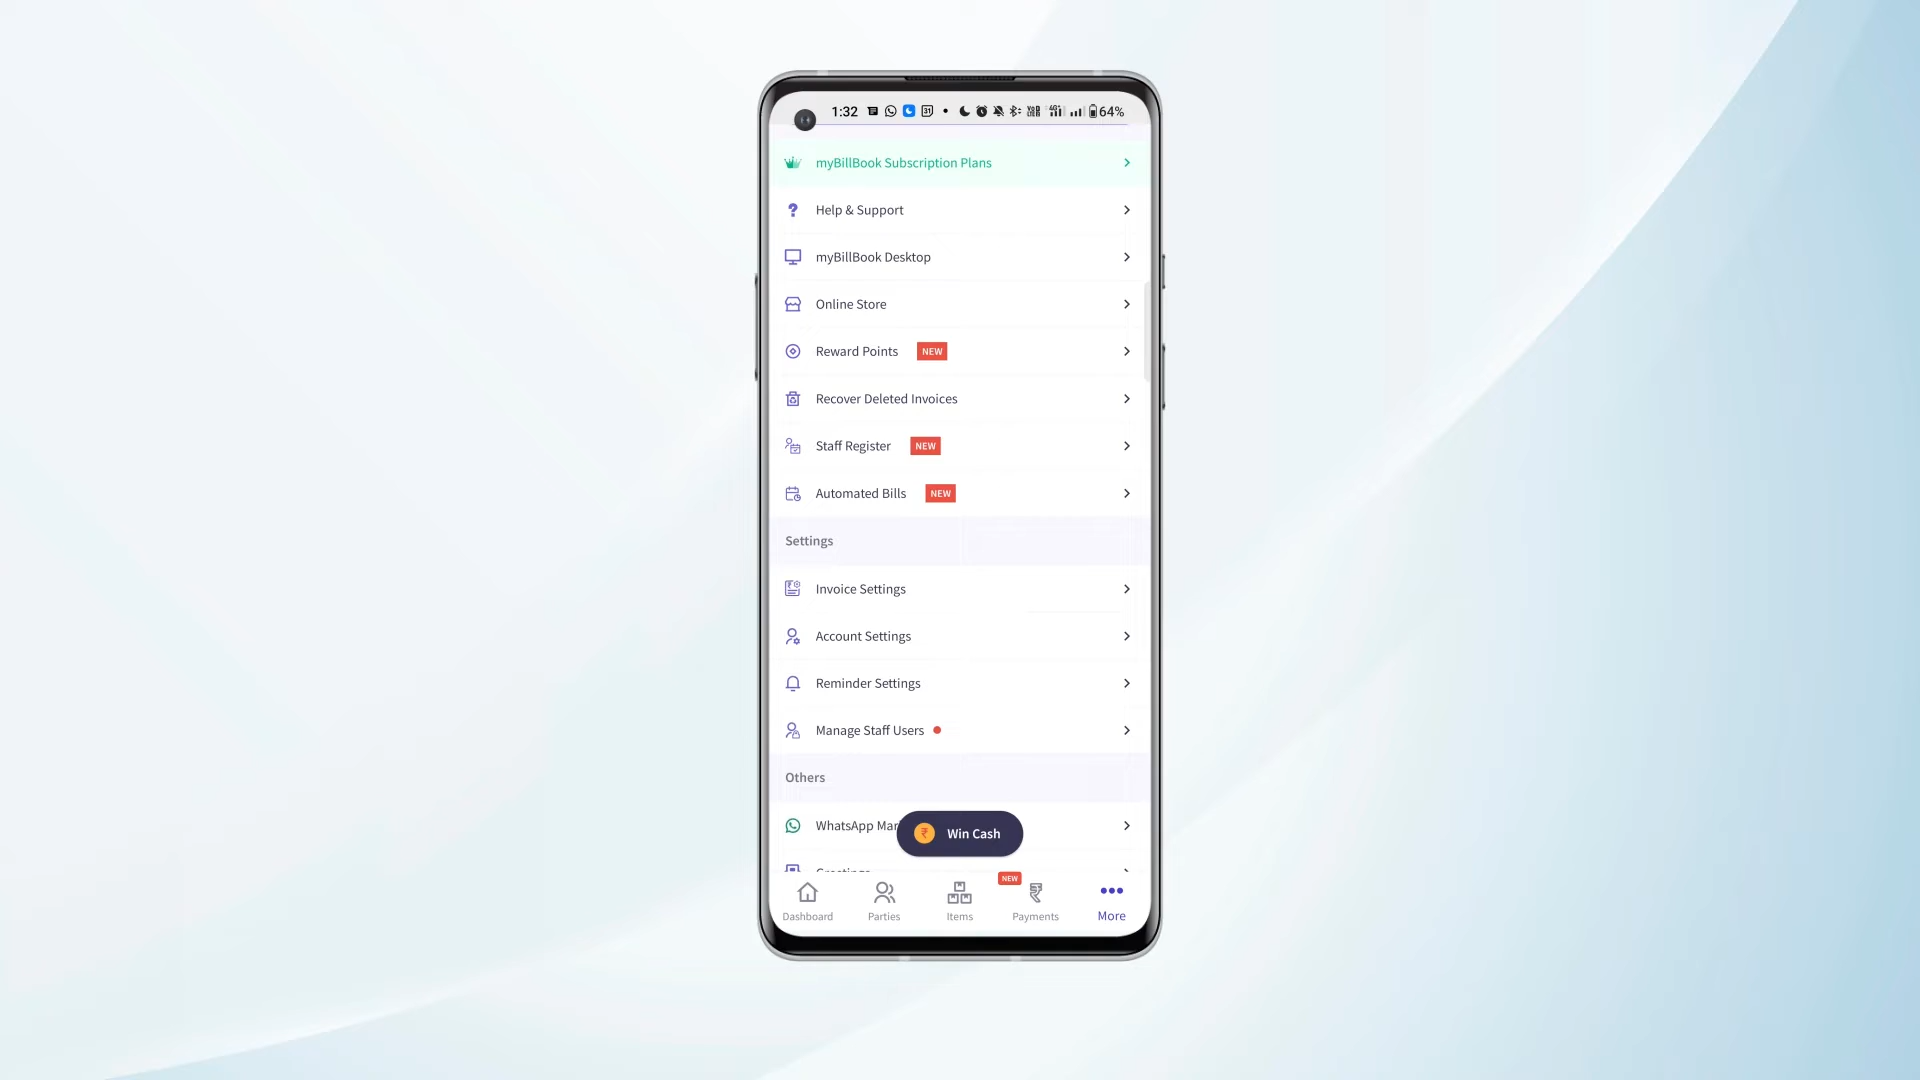 1:32
31
64%
myBillBook Subscription Plans
Help & Support
myBillBook Desktop
Online Store
Reward Points NEW
Recover Deleted Invoices
Staff Register NEW
Automated Bills NEW
Settings
Invoice Settings
Account Settings
Reminder Settings
Manage Staff Users
Others
WhatsApp Mar
₹ Win Cash
NEW
Dashboard Parties Items Payments More